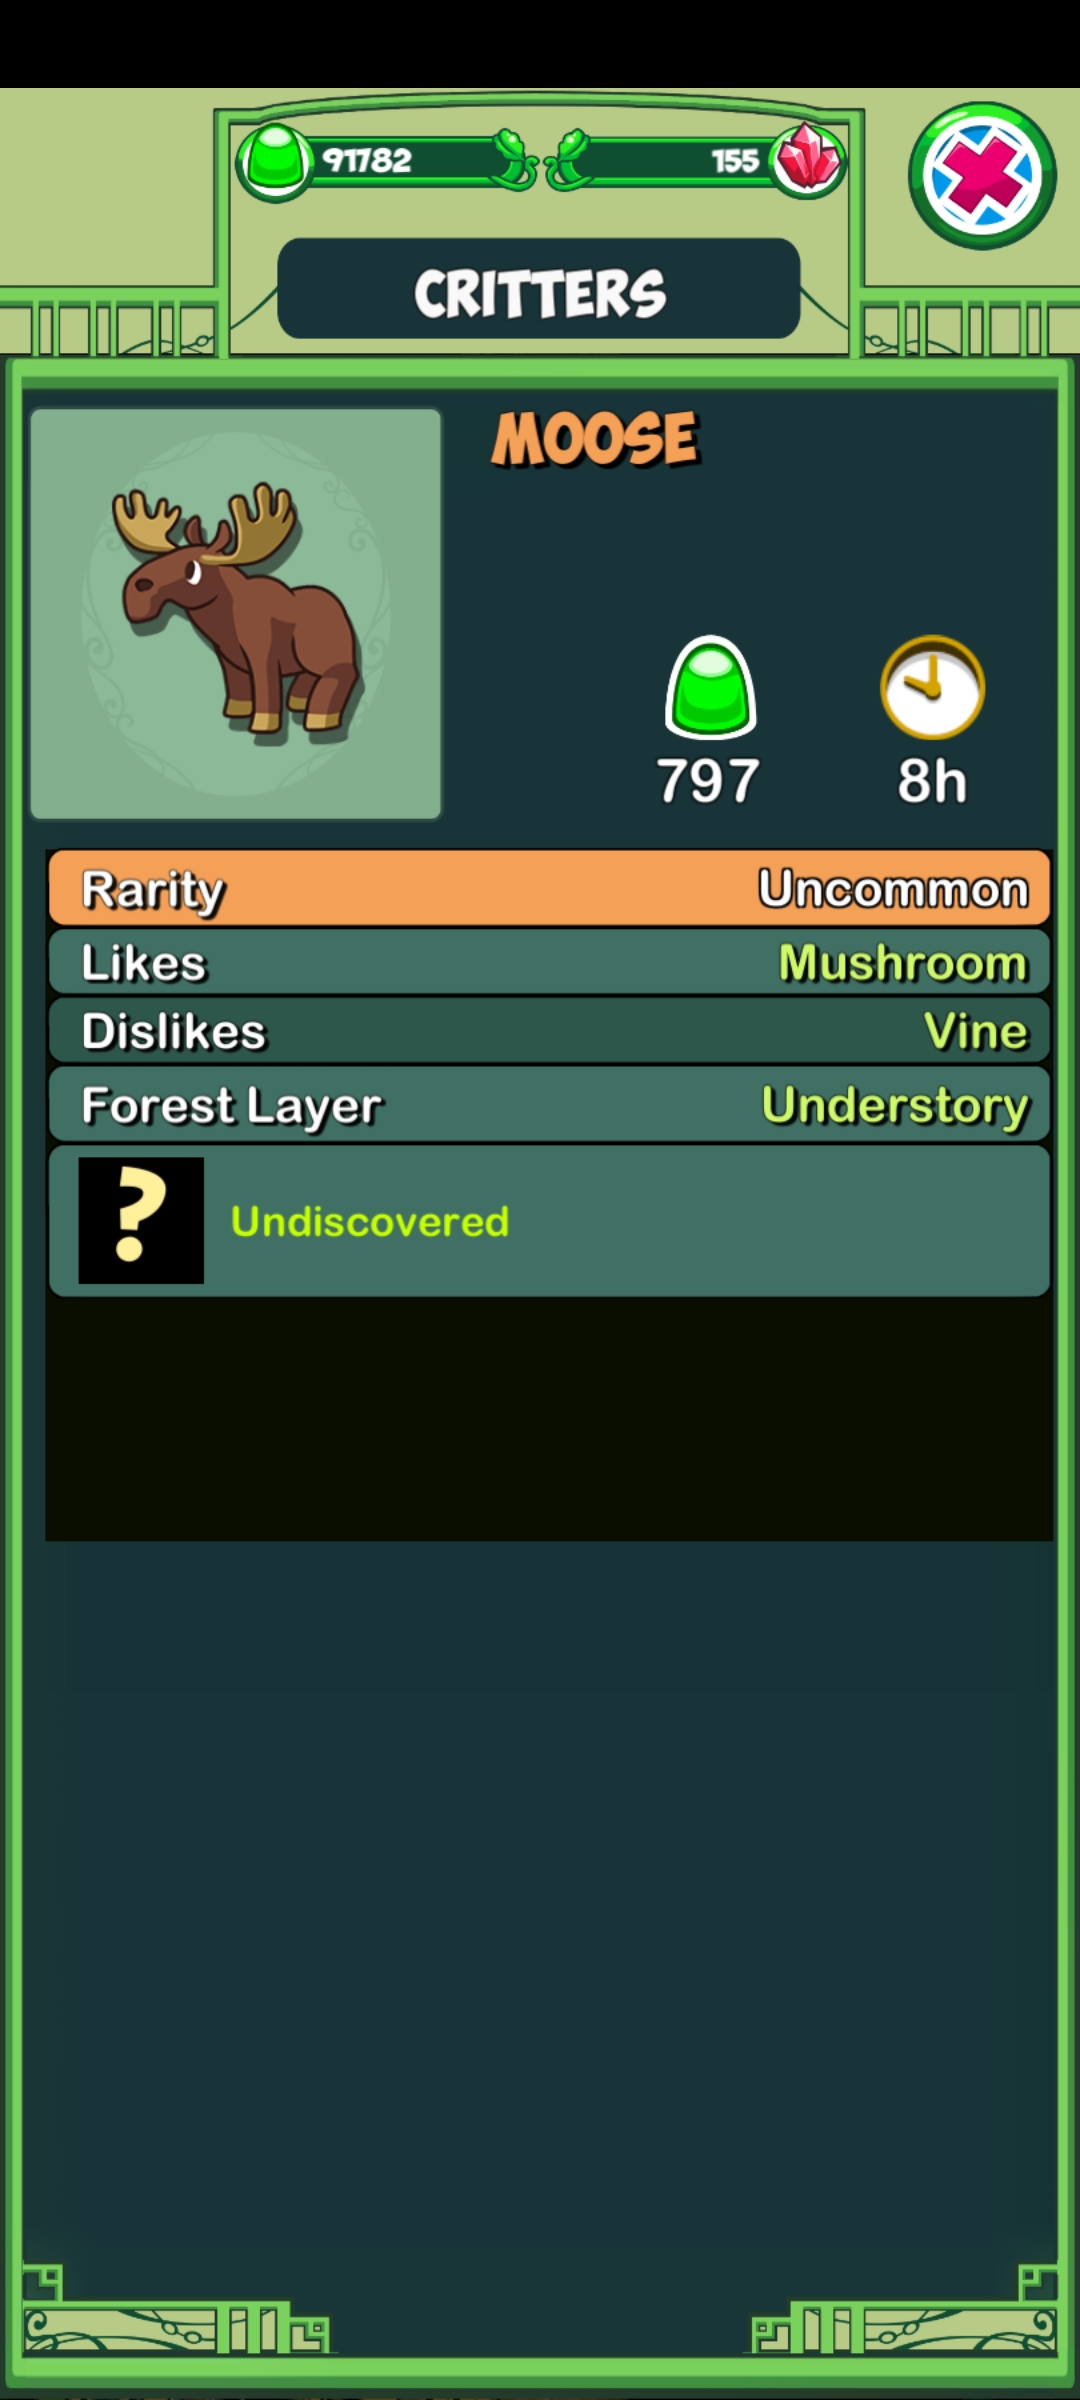 91782 155
CRITTERS
MOOSE
797 8h
Rarity Uncommon
Likes Mushroom
Dislikes Vine
Forest Layer Understory
? Undiscovered